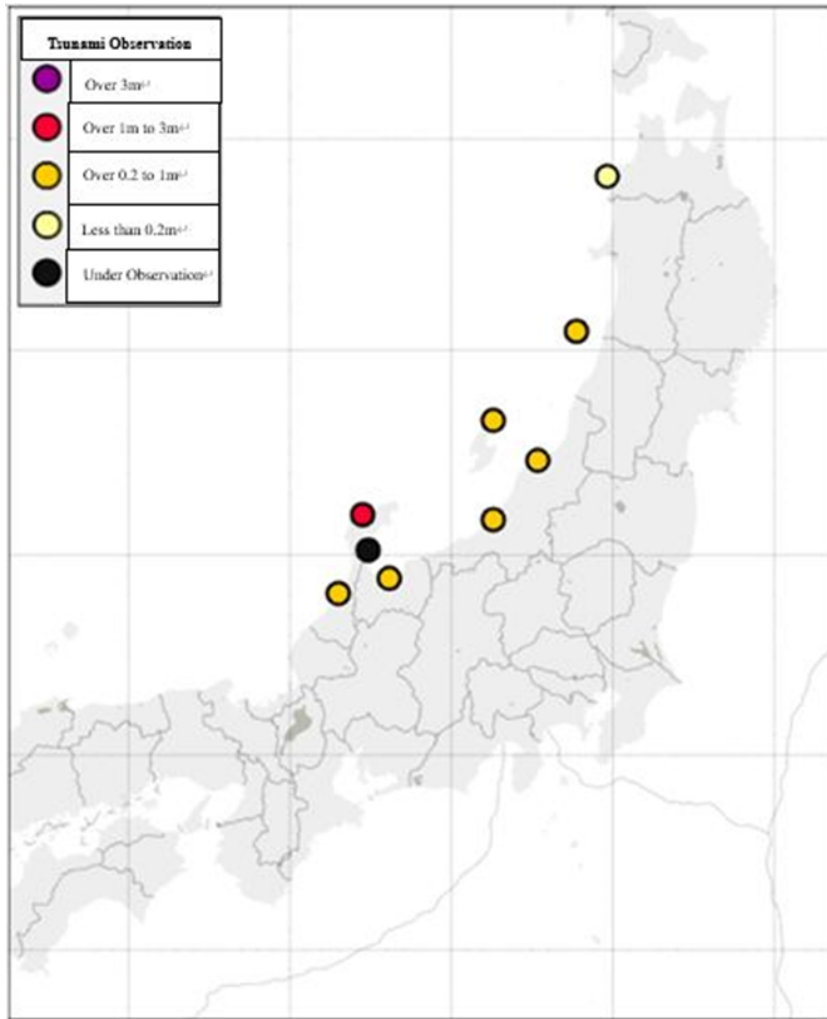 Tsunami Observation
Over 3m↵
Over 1m to 3m↵
Over 0.2 to 1m↵
Less than 0.2m↵
Under Observation↵